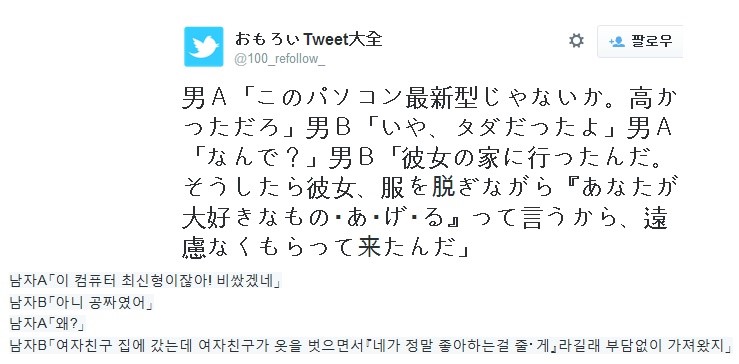 おもろいTweet大全
@100_refollow_
팔로우
男A「このパソコン最新型じゃないか。高か
っただろ」男B「いや、タダだったよ」男A
「なんで？」男B「彼女の家に行ったんだ。
そうしたら彼女、服を脱ぎながら『あなたが
大好きなもの・あ・げ・る』って言うから、遠
慮なくもらって来たんだ」
남자A「이 컴퓨터 최신형이잖아! 비쌌겠네」
남자B「아니 공짜였어」
남자A「왜?」
남자B「여자친구 집에 갔는데 여자친구가 옷을 벗으면서『네가 정말 좋아하는걸 줄·게』라길래 부담없이 가져왔지」